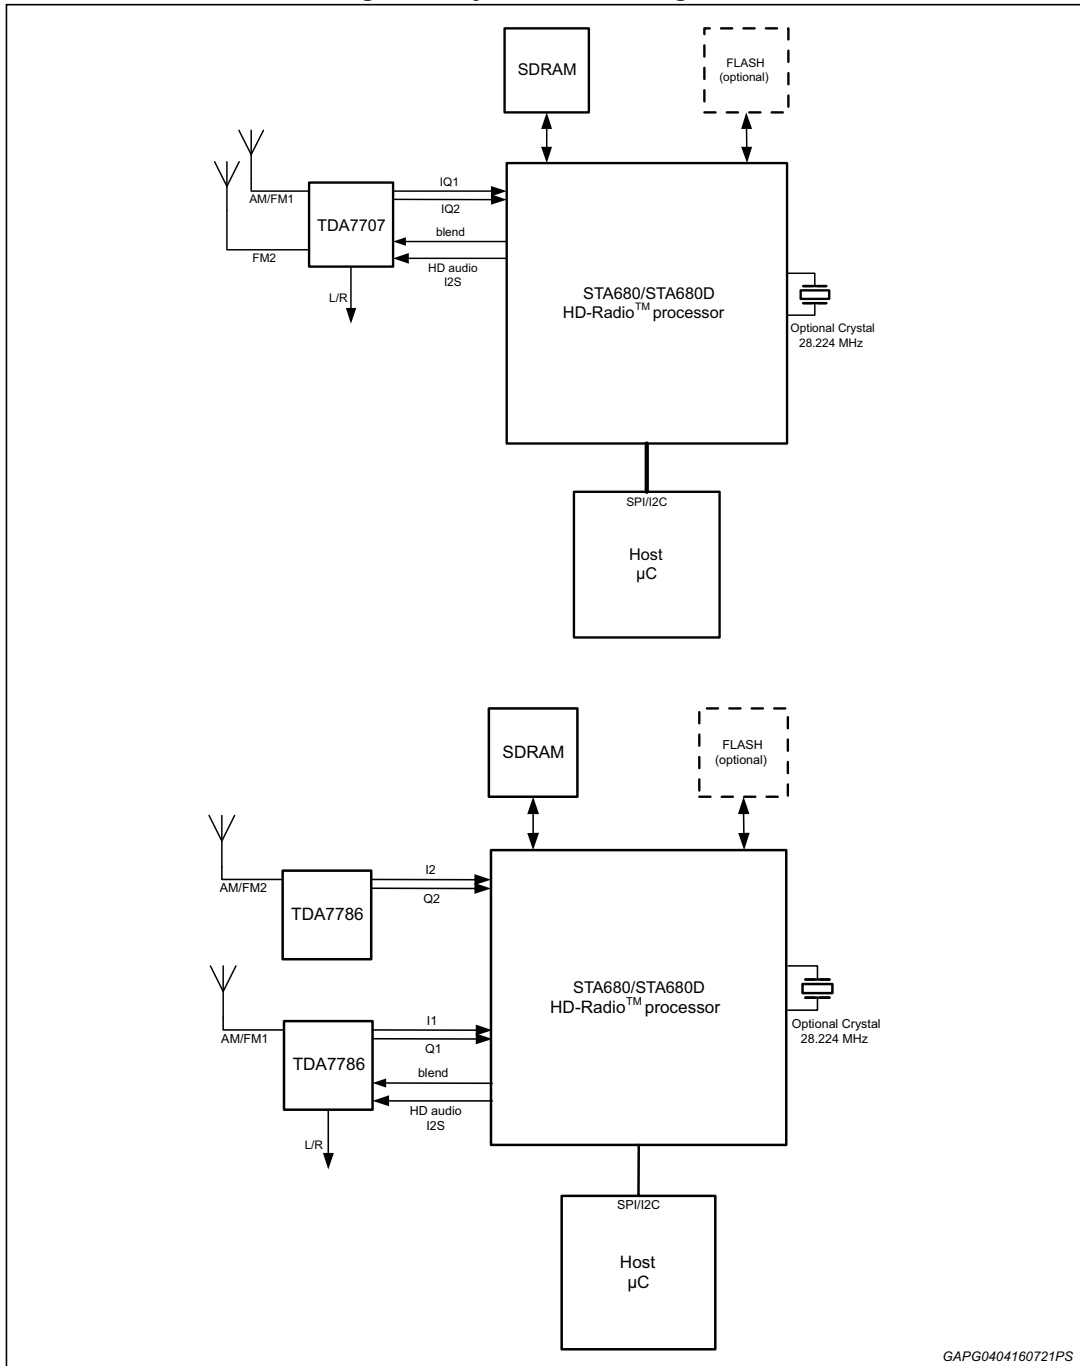 SDRAM
FLASH
(optional)
AM/FM1
FM2
TDA7707
IQ1
IQ2
blend
HD audio
I2S
L/R
STA680/STA680D
HD-Radio™ processor
Optional Crystal
28.224 MHz
SPI/I2C
Host
µC
SDRAM
FLASH
(optional)
AM/FM2
TDA7786
I2
Q2
AM/FM1
TDA7786
I1
Q1
blend
HD audio
I2S
L/R
STA680/STA680D
HD-Radio™ processor
Optional Crystal
28.224 MHz
SPI/I2C
Host
µC
GAPG0404160721PS